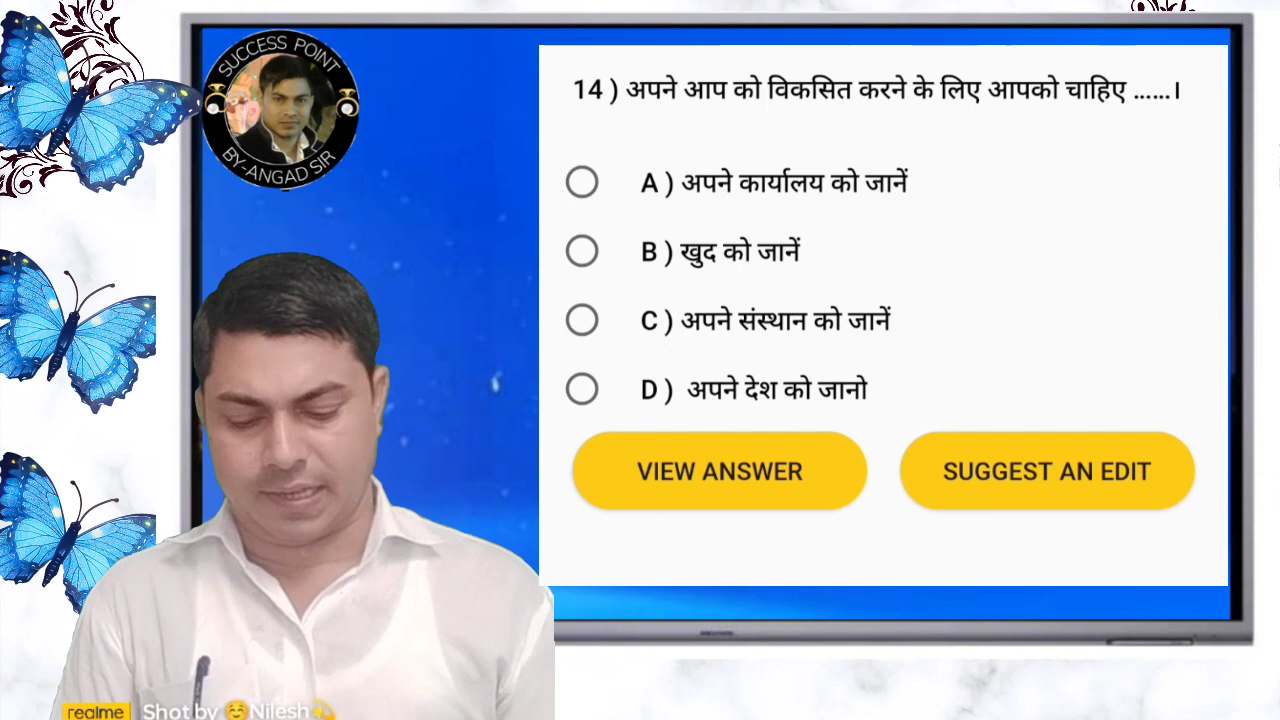 SUCCESS POINT
BY-ANGAD SIR
14 ) अपने आप को विकसित करने के लिए आपको चाहिए ......।
A ) अपने कार्यालय को जानें
B ) खुद को जानें
C ) अपने संस्थान को जानें
D ) अपने देश को जानो
VIEW ANSWER
SUGGEST AN EDIT
realme
Shot by ☺️Nilesh💫